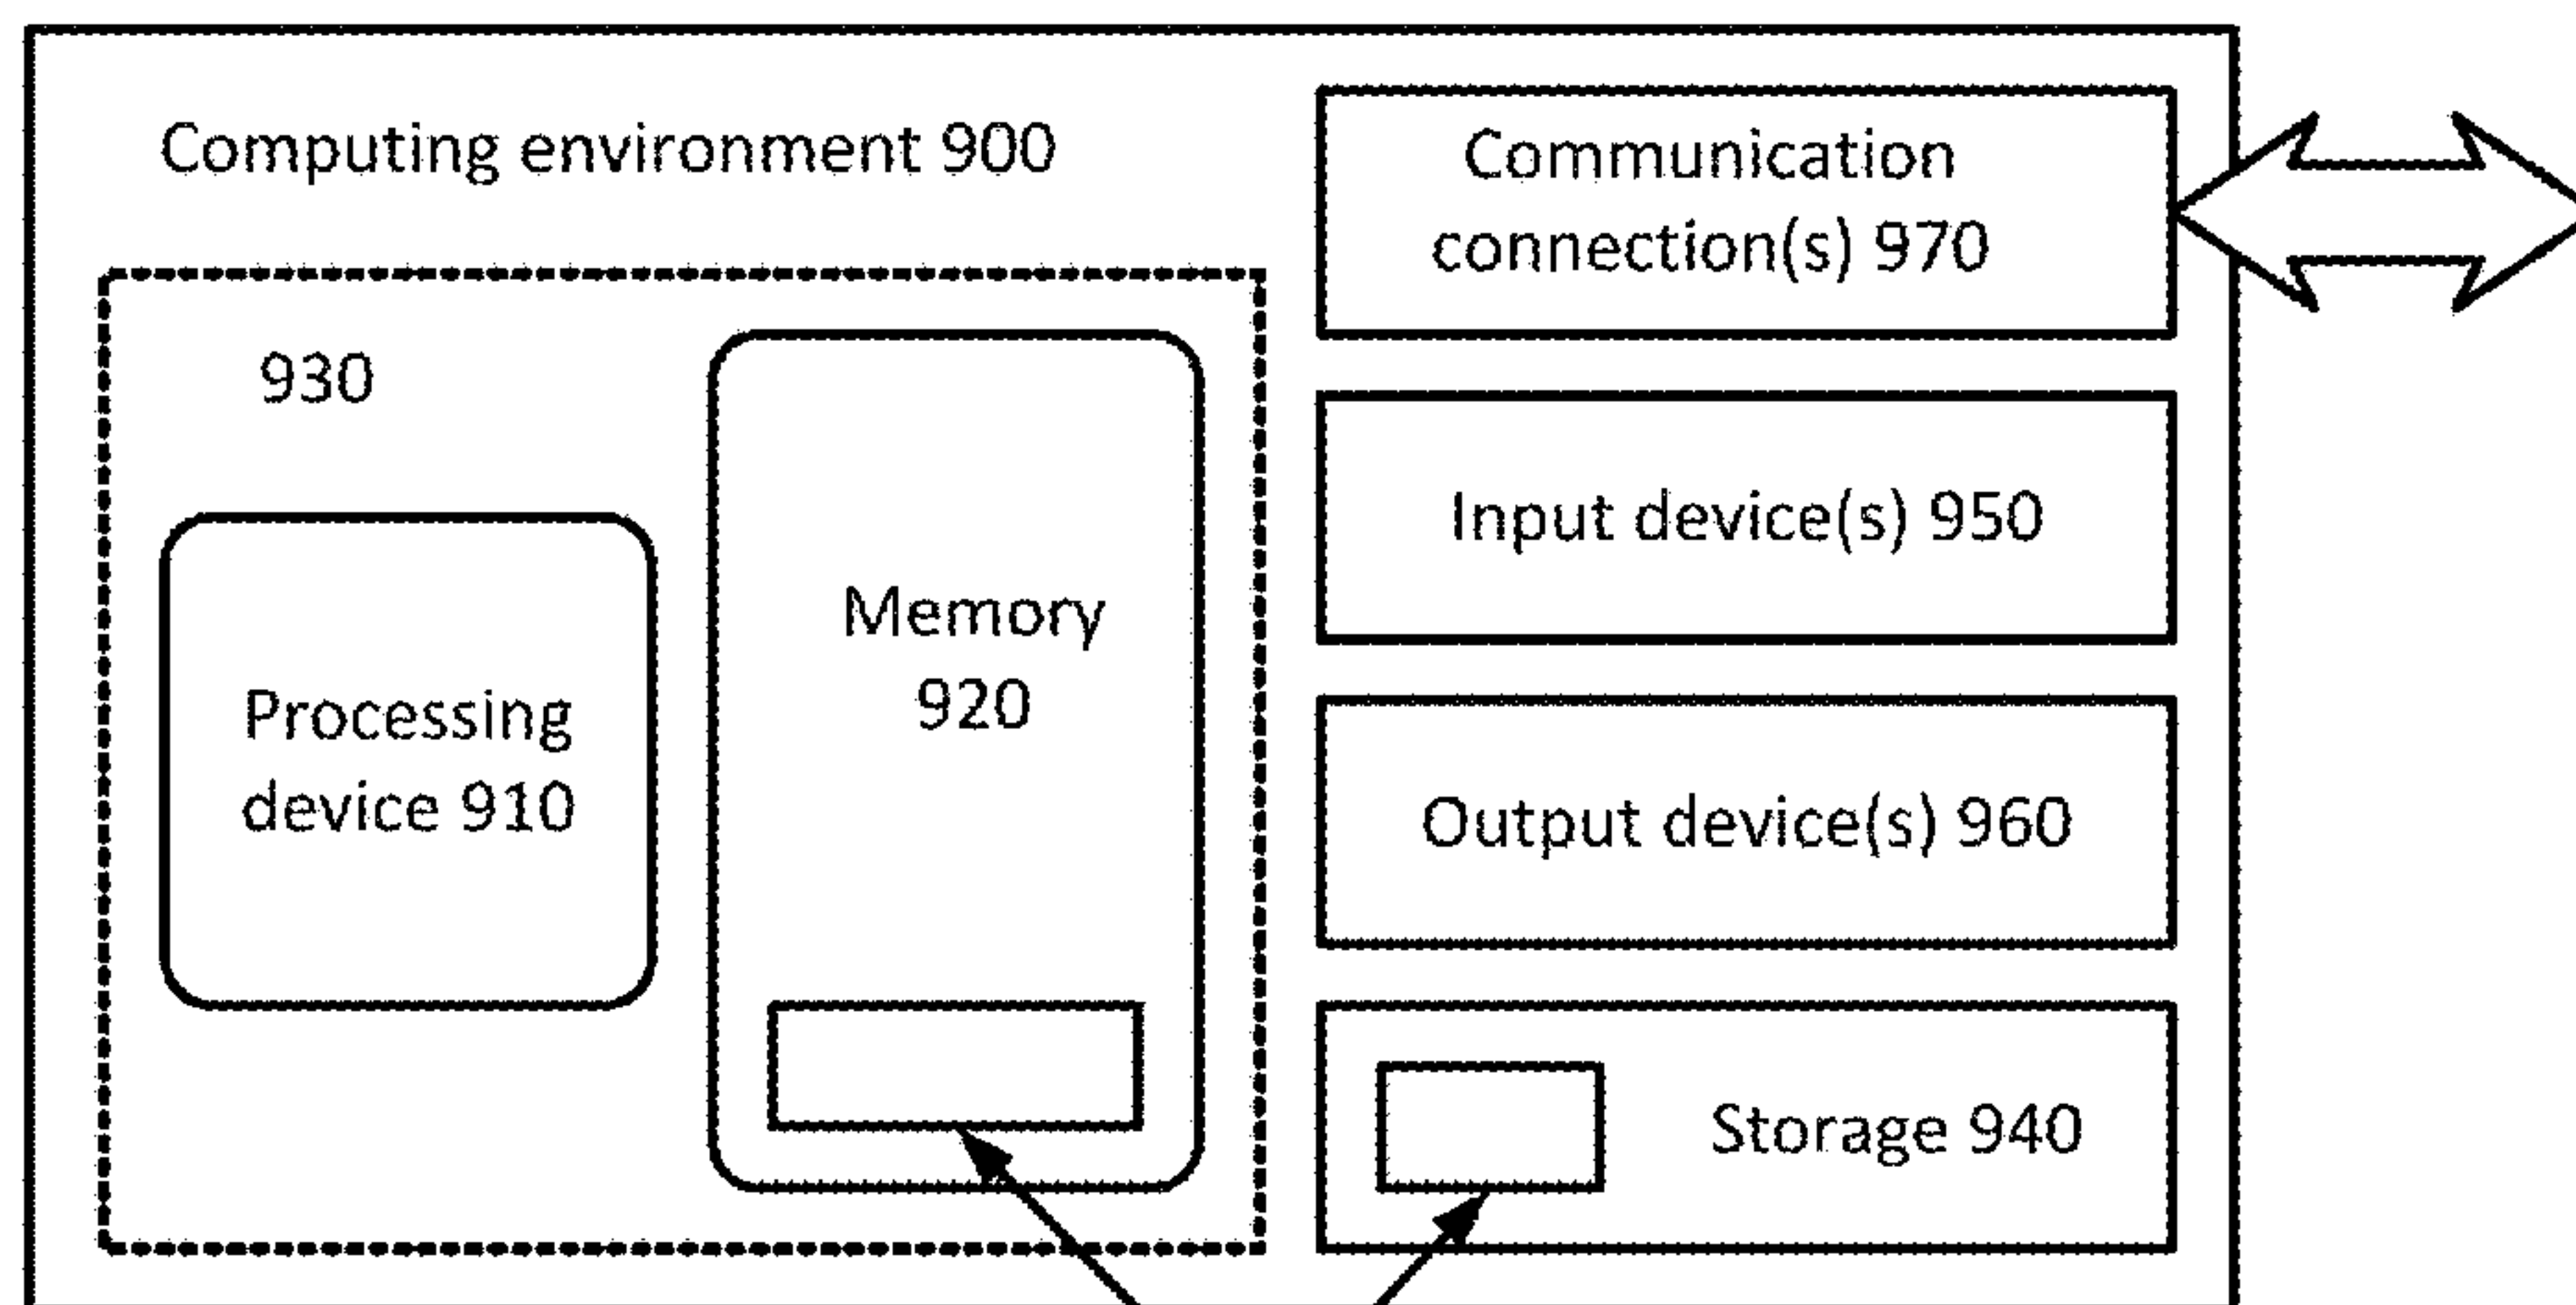 Computing environment 900
930
Processing
device 910
Memory
920
Communication
connection(s) 970
Input device(s) 950
Output device(s) 960
Storage 940